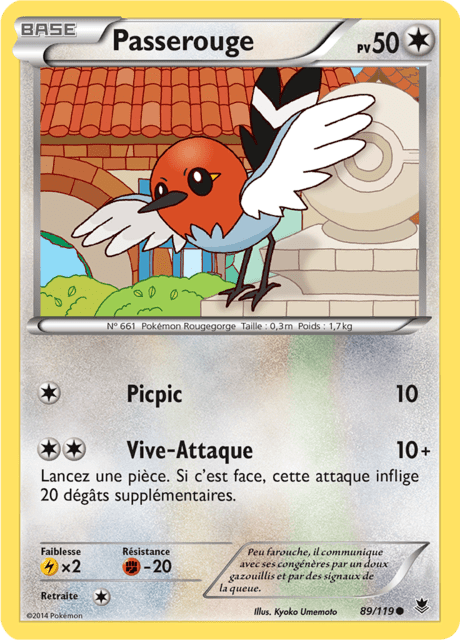 BASE
Passerouge
PV50
N° 661 Pokémon Rougegorge Taille : 0,3m Poids : 1,7kg
Picpic 10
Vive-Attaque 10+
Lancez une pièce. Si c'est face, cette attaque inflige
20 dégâts supplémentaires.
Faiblesse
×2
Résistance
-20
Retraite
Peu farouche, il communique
avec ses congénères par un doux
gazouillis et par des signaux de
la queue.
©2014 Pokémon
Illus. Kyoko Umemoto
89/119